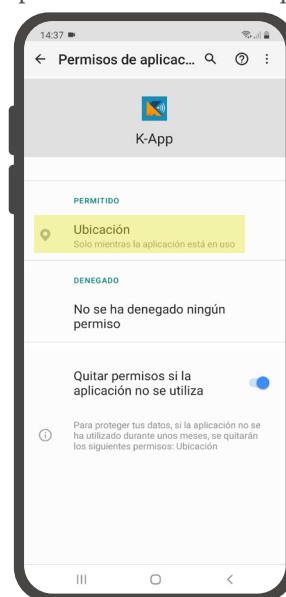 14:37
Permisos de aplicac...
K-App
PERMITIDO
Ubicación
Solo mientras la aplicación está en uso
DENEGADO
No se ha denegado ningún
permiso
Quitar permisos si la
aplicación no se utiliza
Para proteger tus datos, si la aplicación no se
ha utilizado durante unos meses, se quitarán
los siguientes permisos: Ubicación